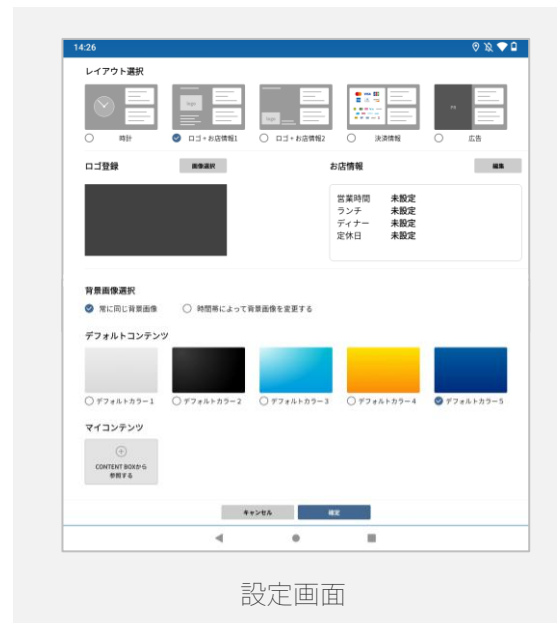 14:26
レイアウト選択
時計
ロゴ+お店情報1
ロゴ+お店情報2
決済情報
広告
ロゴ登録
画像選択
お店情報
編集
営業時間 未設定
ランチ 未設定
ディナー 未設定
定休日 未設定
背景画像選択
常に同じ背景画像
時間帯によって背景画像を変更する
デフォルトコンテンツ
デフォルトカラー1
デフォルトカラー2
デフォルトカラー3
デフォルトカラー4
デフォルトカラー5
マイコンテンツ
CONTENT BOXから
参照する
キャンセル
確定
設定画面